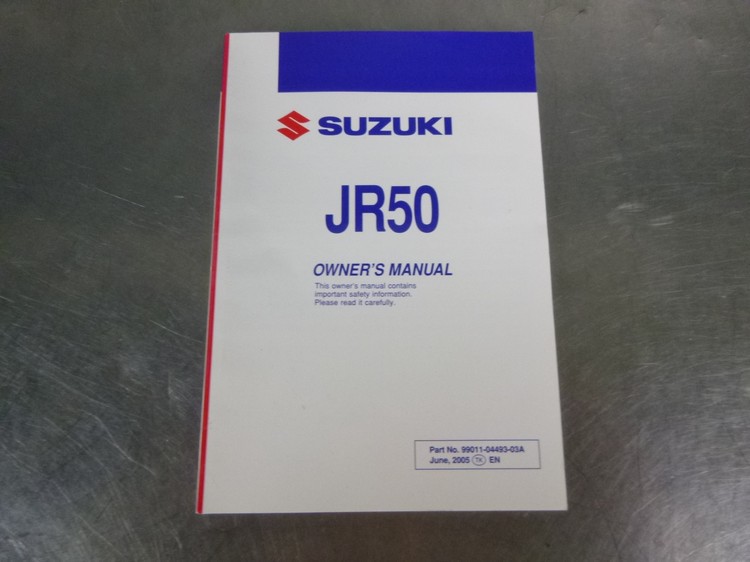 SUZUKI
JR50
OWNER'S MANUAL
This owner's manual contains
important safety information.
Please read it carefully.
Part No. 99011-04493-03A
June, 2005 TK EN